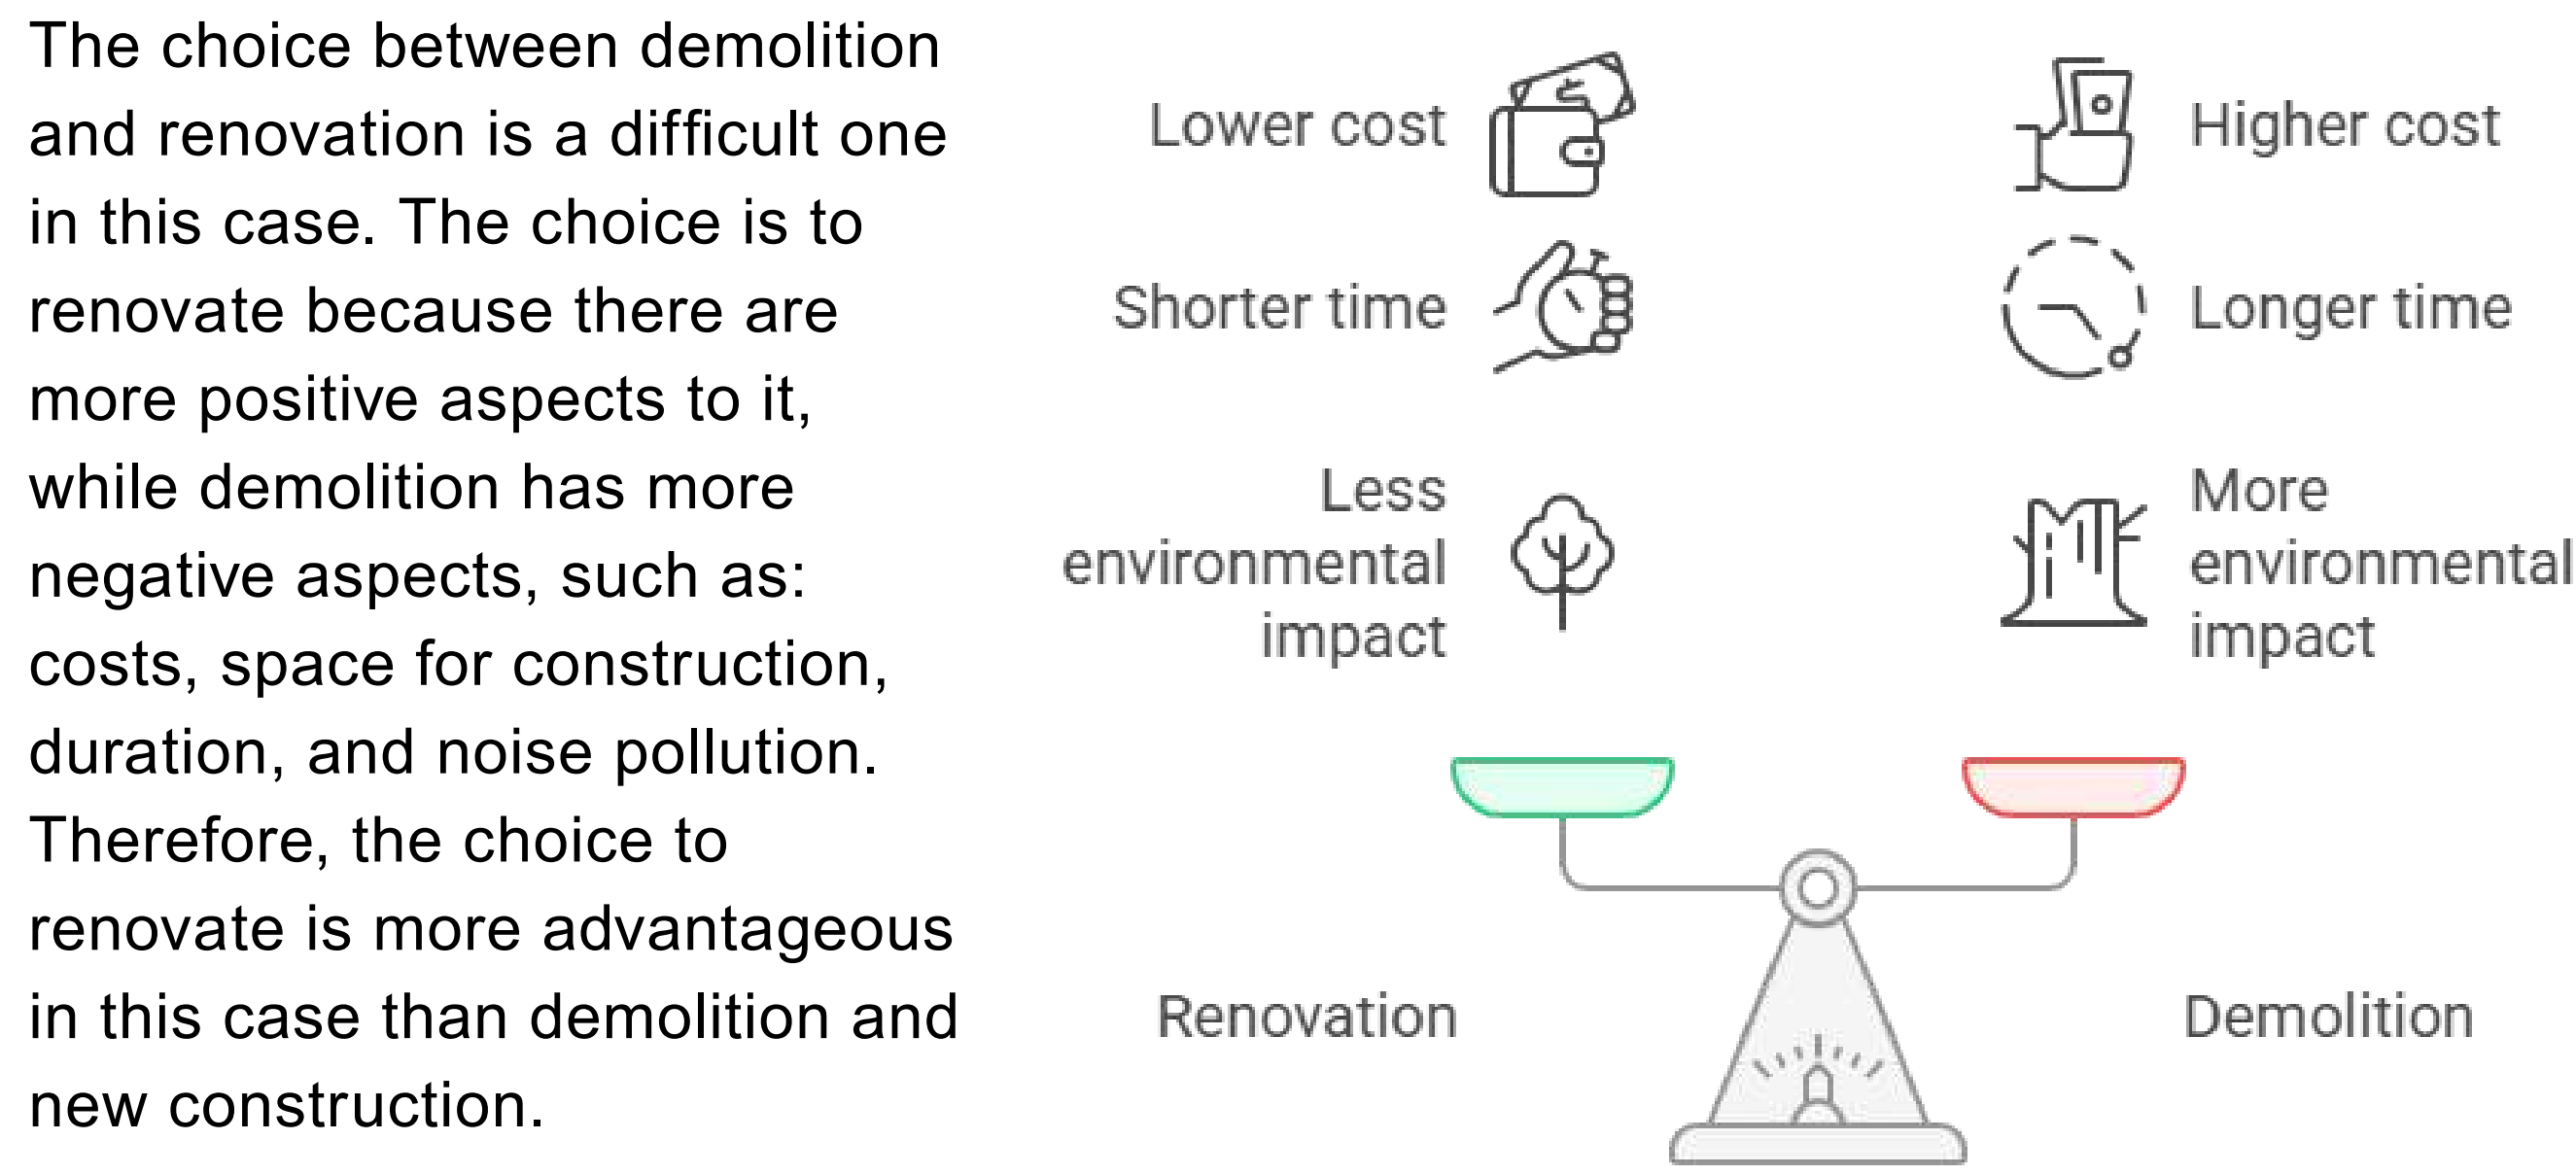 The choice between demolition
and renovation is a difficult one
in this case. The choice is to
renovate because there are
more positive aspects to it,
while demolition has more
negative aspects, such as:
costs, space for construction,
duration, and noise pollution.
Therefore, the choice to
renovate is more advantageous
in this case than demolition and
new construction.
Lower cost
Higher cost
Shorter time
Longer time
Less
environmental
impact
More
environmental
impact
Renovation
Demolition